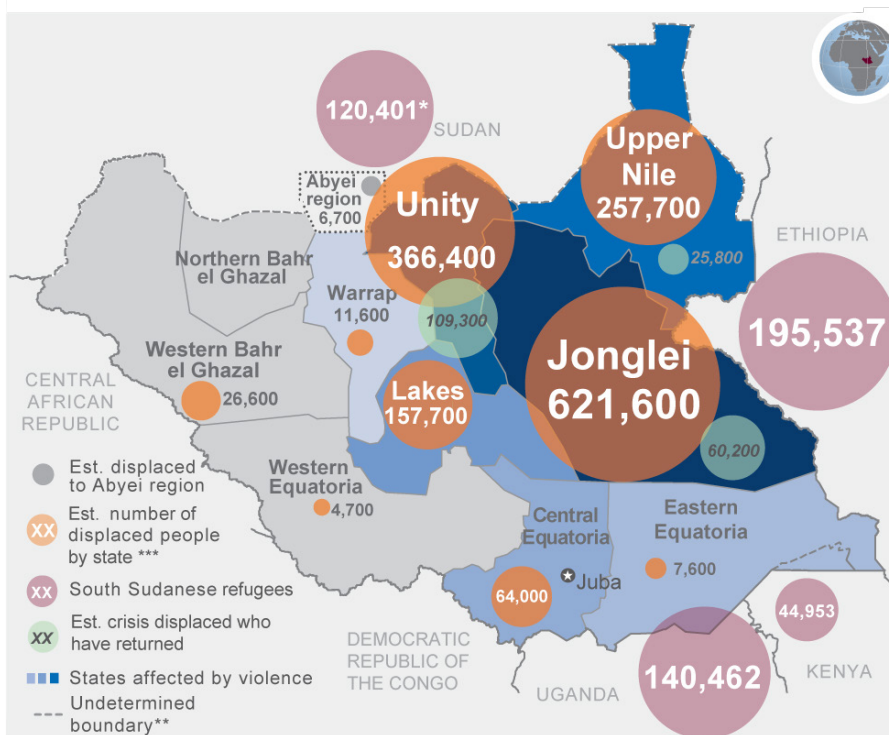 120,401*
SUDAN
Upper
Nile
257,700
Abyei
region
6,700
Unity
366,400
ETHIOPIA
25,800
Northern Bahr
el Ghazal
Warrap
11,600
109,300
195,537
Jonglei
621,600
Western Bahr
el Ghazal
26,600
CENTRAL
AFRICAN
REPUBLIC
Lakes
157,700
60,200
Western
Equatoria
4,700
Central
Equatoria
Eastern
Equatoria
7,600
Juba
64,000
44,953
140,462
DEMOCRATIC
REPUBLIC OF
THE CONGO
UGANDA
KENYA
Est. displaced
to Abyei region
XX
Est. number of
displaced people
by state ***
XX
South Sudanese refugees
xx
Est. crisis displaced who
have returned
States affected by violence
Undetermined
boundary**